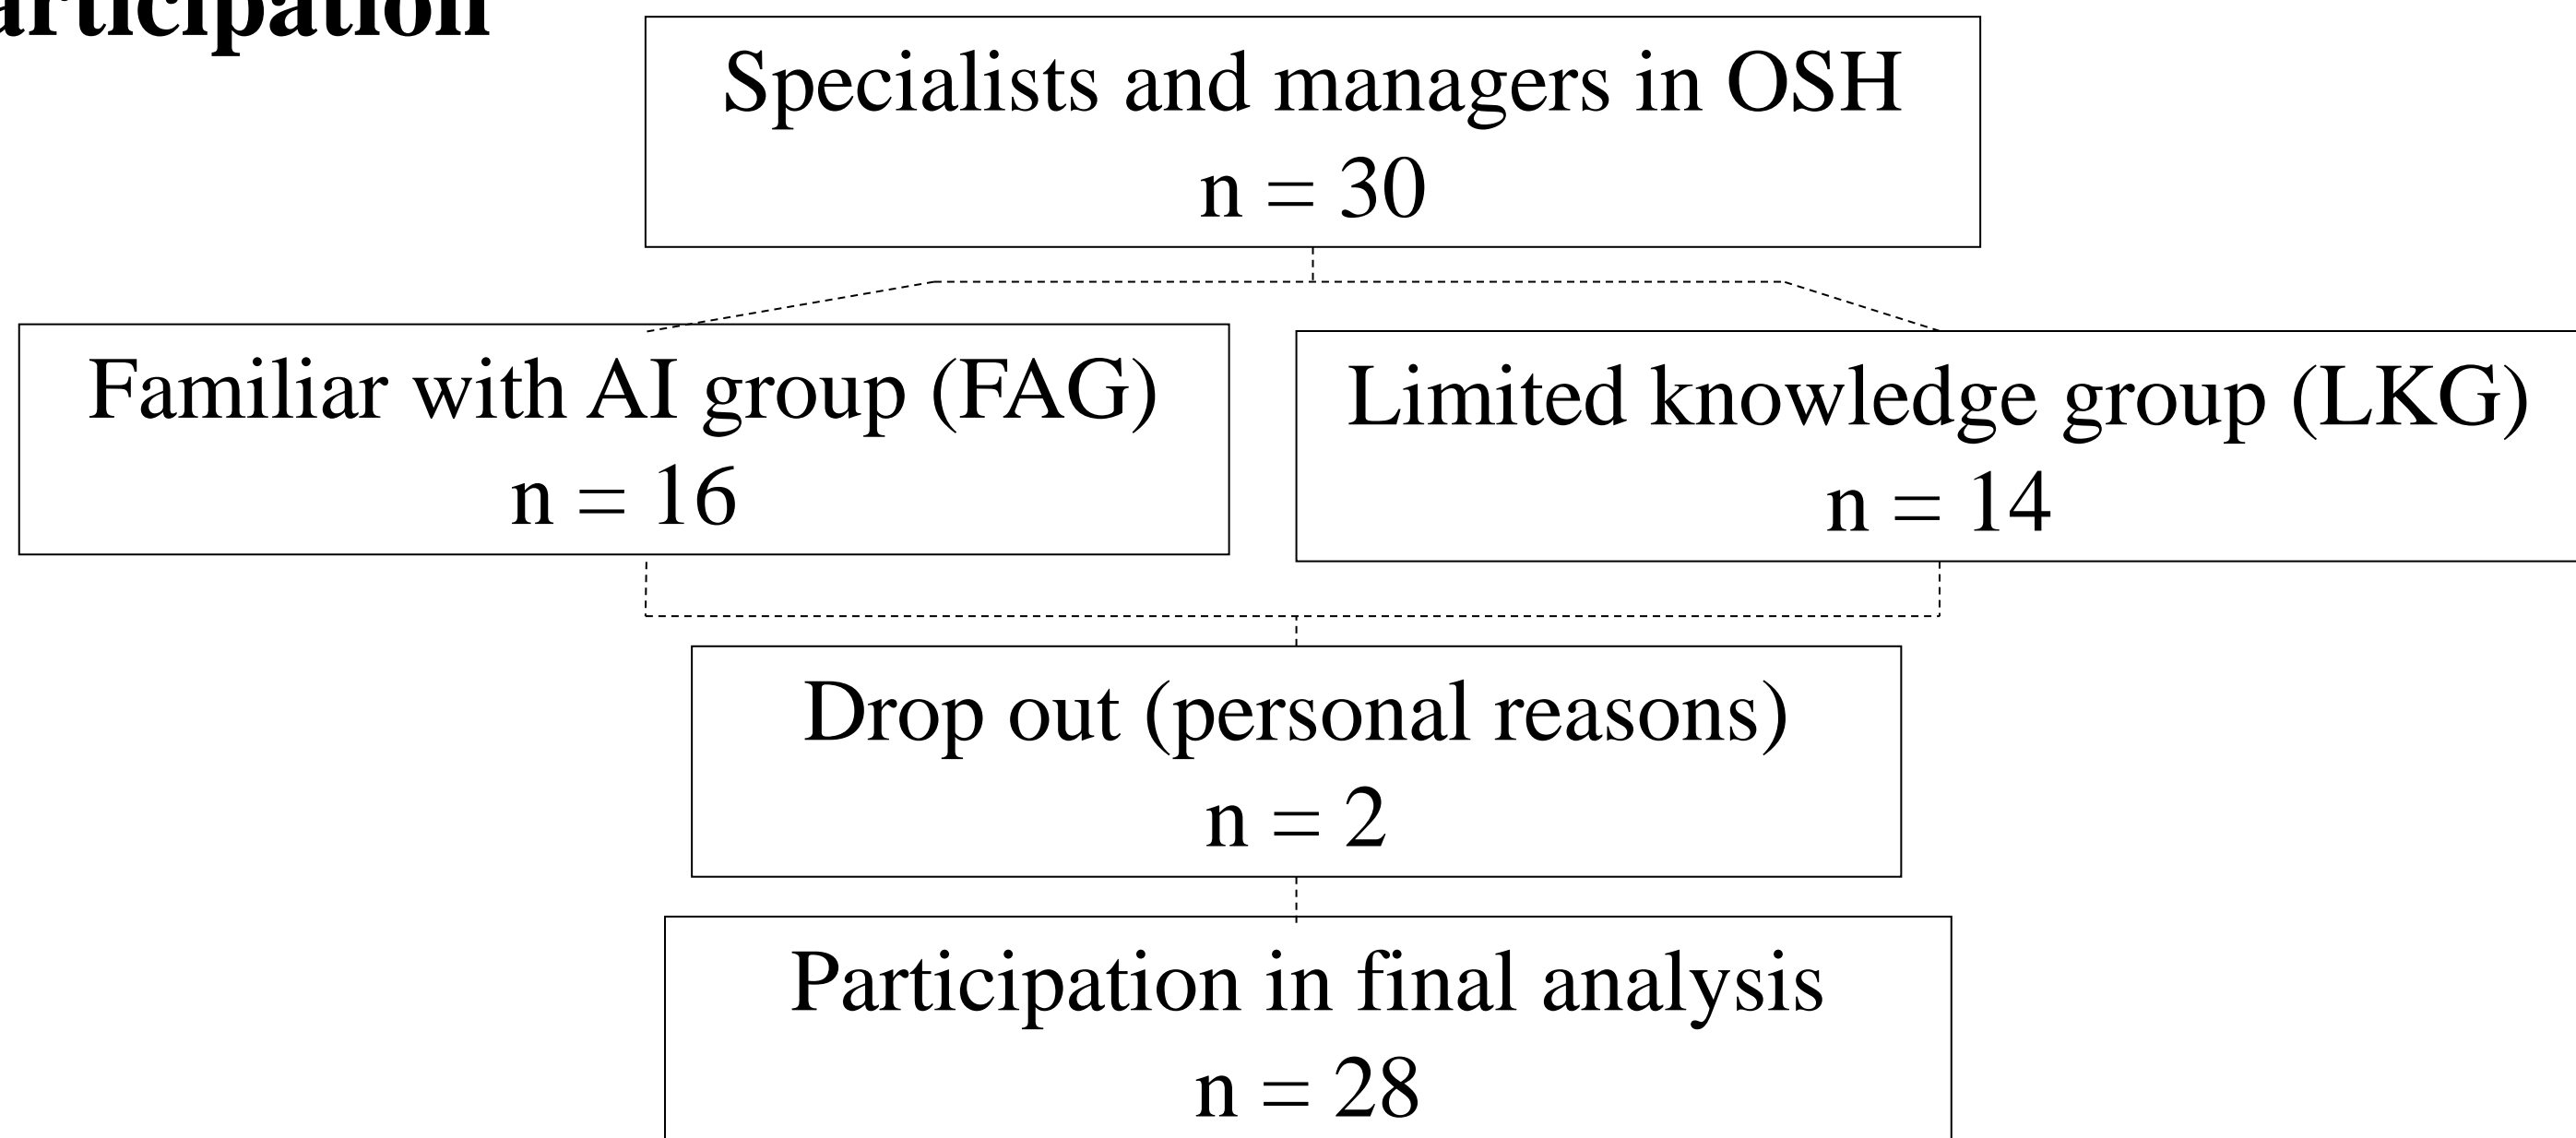 articipation
Specialists and managers in OSH
n = 30
Familiar with AI group (FAG)
n = 16
Limited knowledge group (LKG)
n = 14
Drop out (personal reasons)
n = 2
Participation in final analysis
n = 28